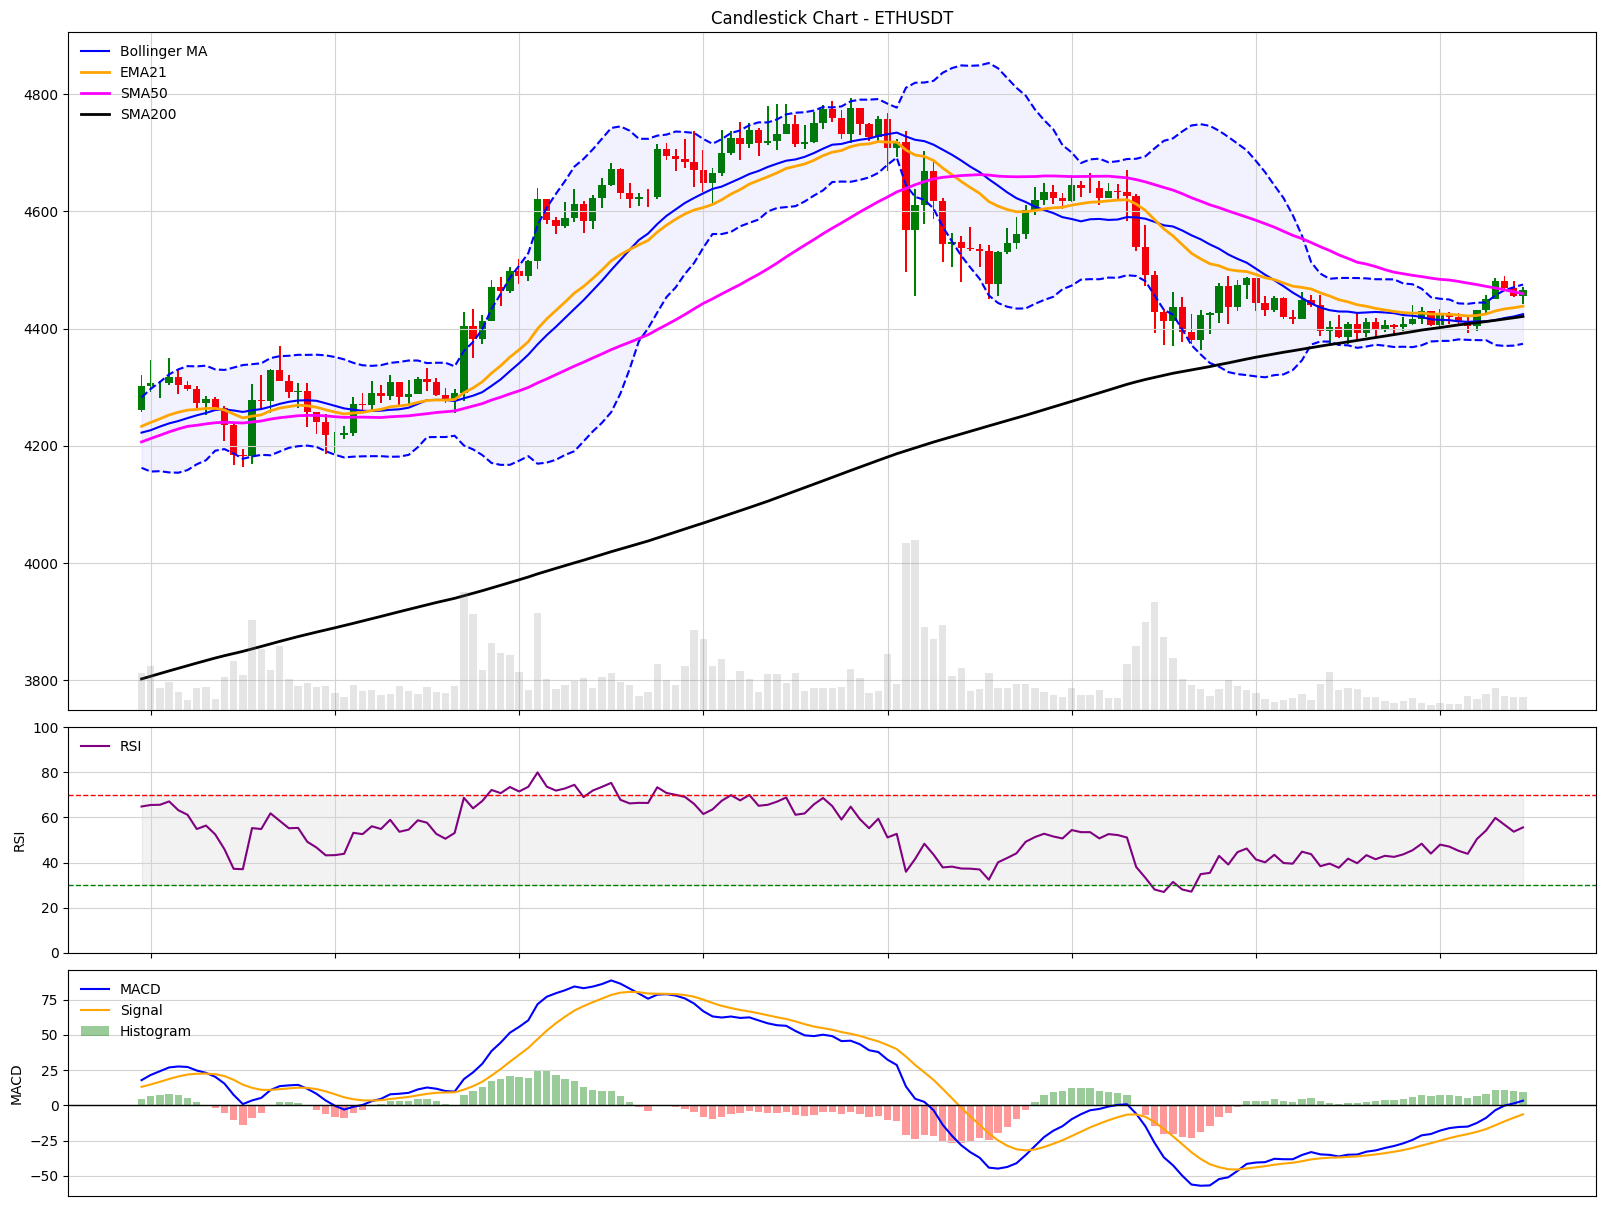 Candlestick Chart - ETHUSDT
Bollinger MA
EMA21
SMA50
SMA200
4800
4600
4400
4200
4000
3800
RSI
100
80
60
40
20
0
RSI
MACD
Signal
Histogram
75
50
25
0
−25
−50
MACD